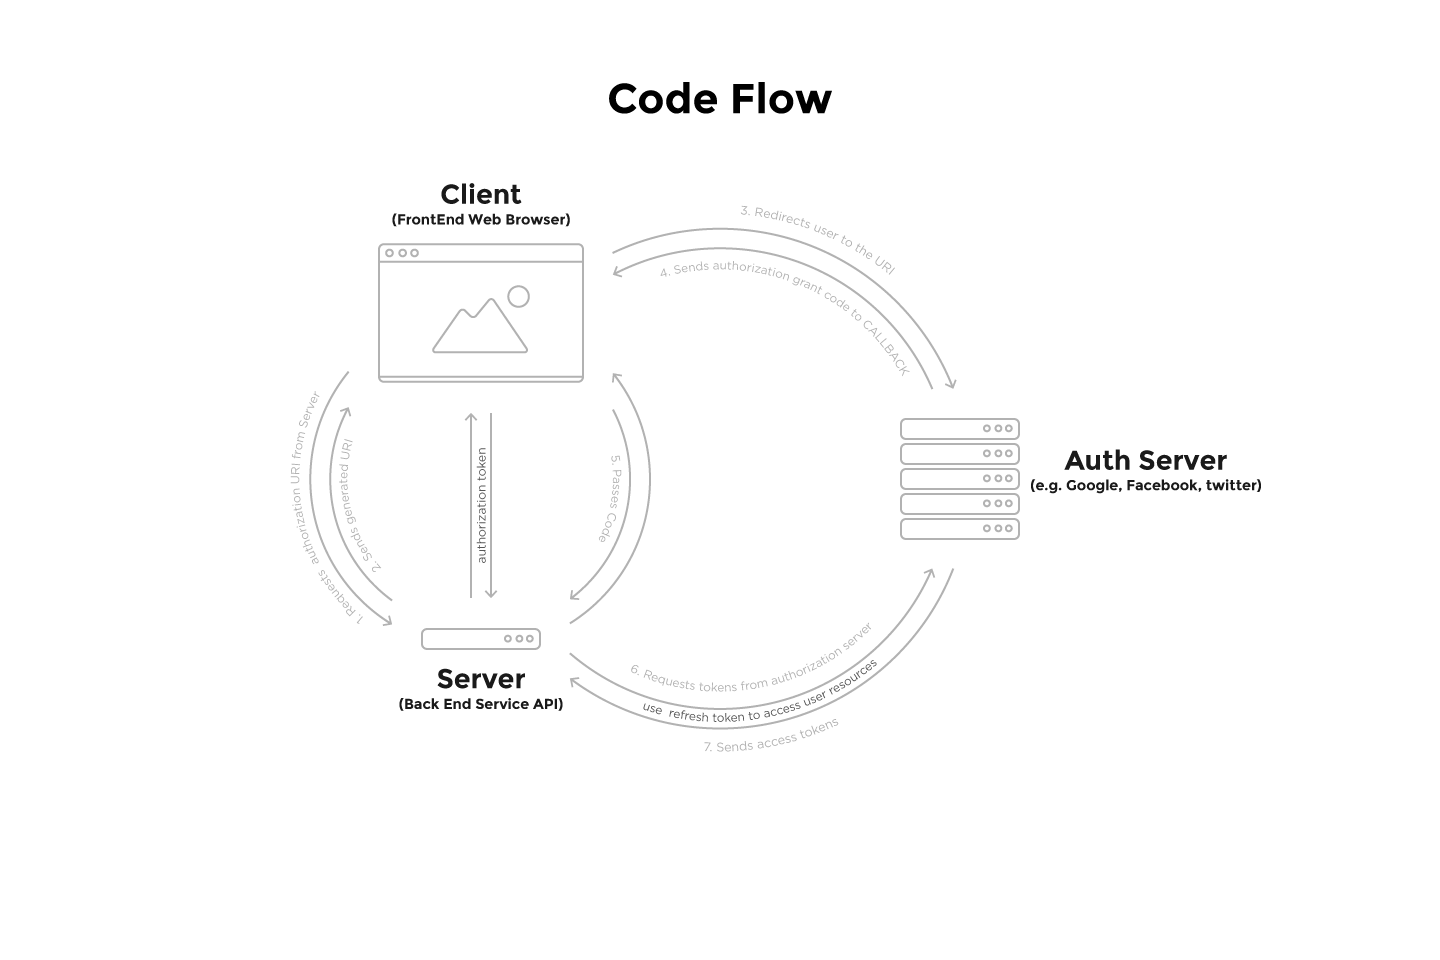 Code Flow
Client
(FrontEnd Web Browser)
3. Redirects user to the URI
4. Sends authorization grant code to CALLBACK
1. Requests  authorization URI from Server
2. Sends generated URI
authorization token
5. Passes Code
Auth Server
(e.g. Google, Facebook, twitter)
Server
(Back End Service API)
6. Requests tokens from authorization server
use  refresh token to access user resources
7. Sends access tokens